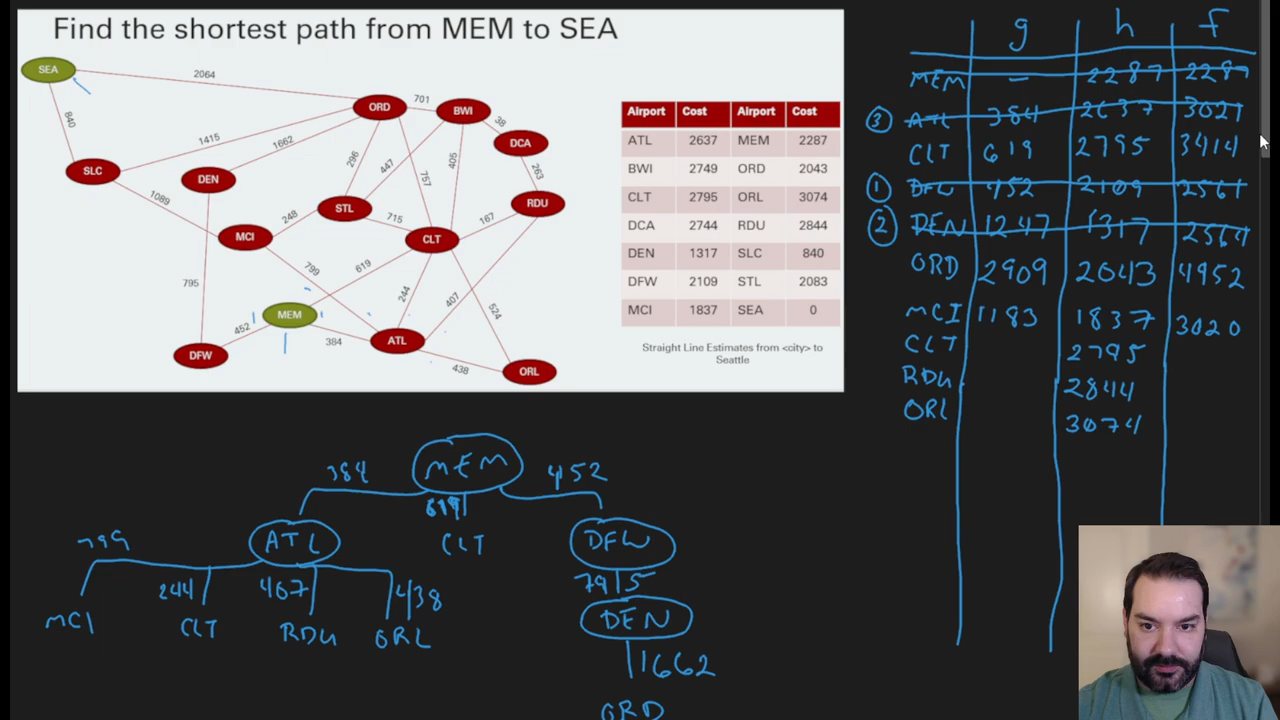 Find the shortest path from MEM to SEA
SEA
2064
ORD
701
BWI
38
DCA
840
1415
1662
296
447
757
405
263
SLC
DEN
STL
RDU
1089
248
715
167
MCI
CLT
795
799
619
244
407
524
MEM
452
384
ATL
DFW
438
ORL
Airport Cost Airport Cost
ATL 2637 MEM 2287
BWI 2749 ORD 2043
CLT 2795 ORL 3074
DCA 2744 RDU 2844
DEN 1317 SLC 840
DFW 2109 STL 2083
MCI 1837 SEA 0
Straight Line Estimates from <city> to
Seattle
g h f
MEM - 2287 2287
3 ATL 384 2637 3021
CLT 619 2795 3414
1 DFW 452 2109 2561
2 DEN 1247 1317 2564
ORD 2909 2043 4952
MCI 1183 1837 3020
CLT 2795
RDU 2844
ORL 3074
384 MEM 452
619
799 ATL CLT DFW
244 407 438 795
MCI CLT RDU ORL DEN
1662
ORD